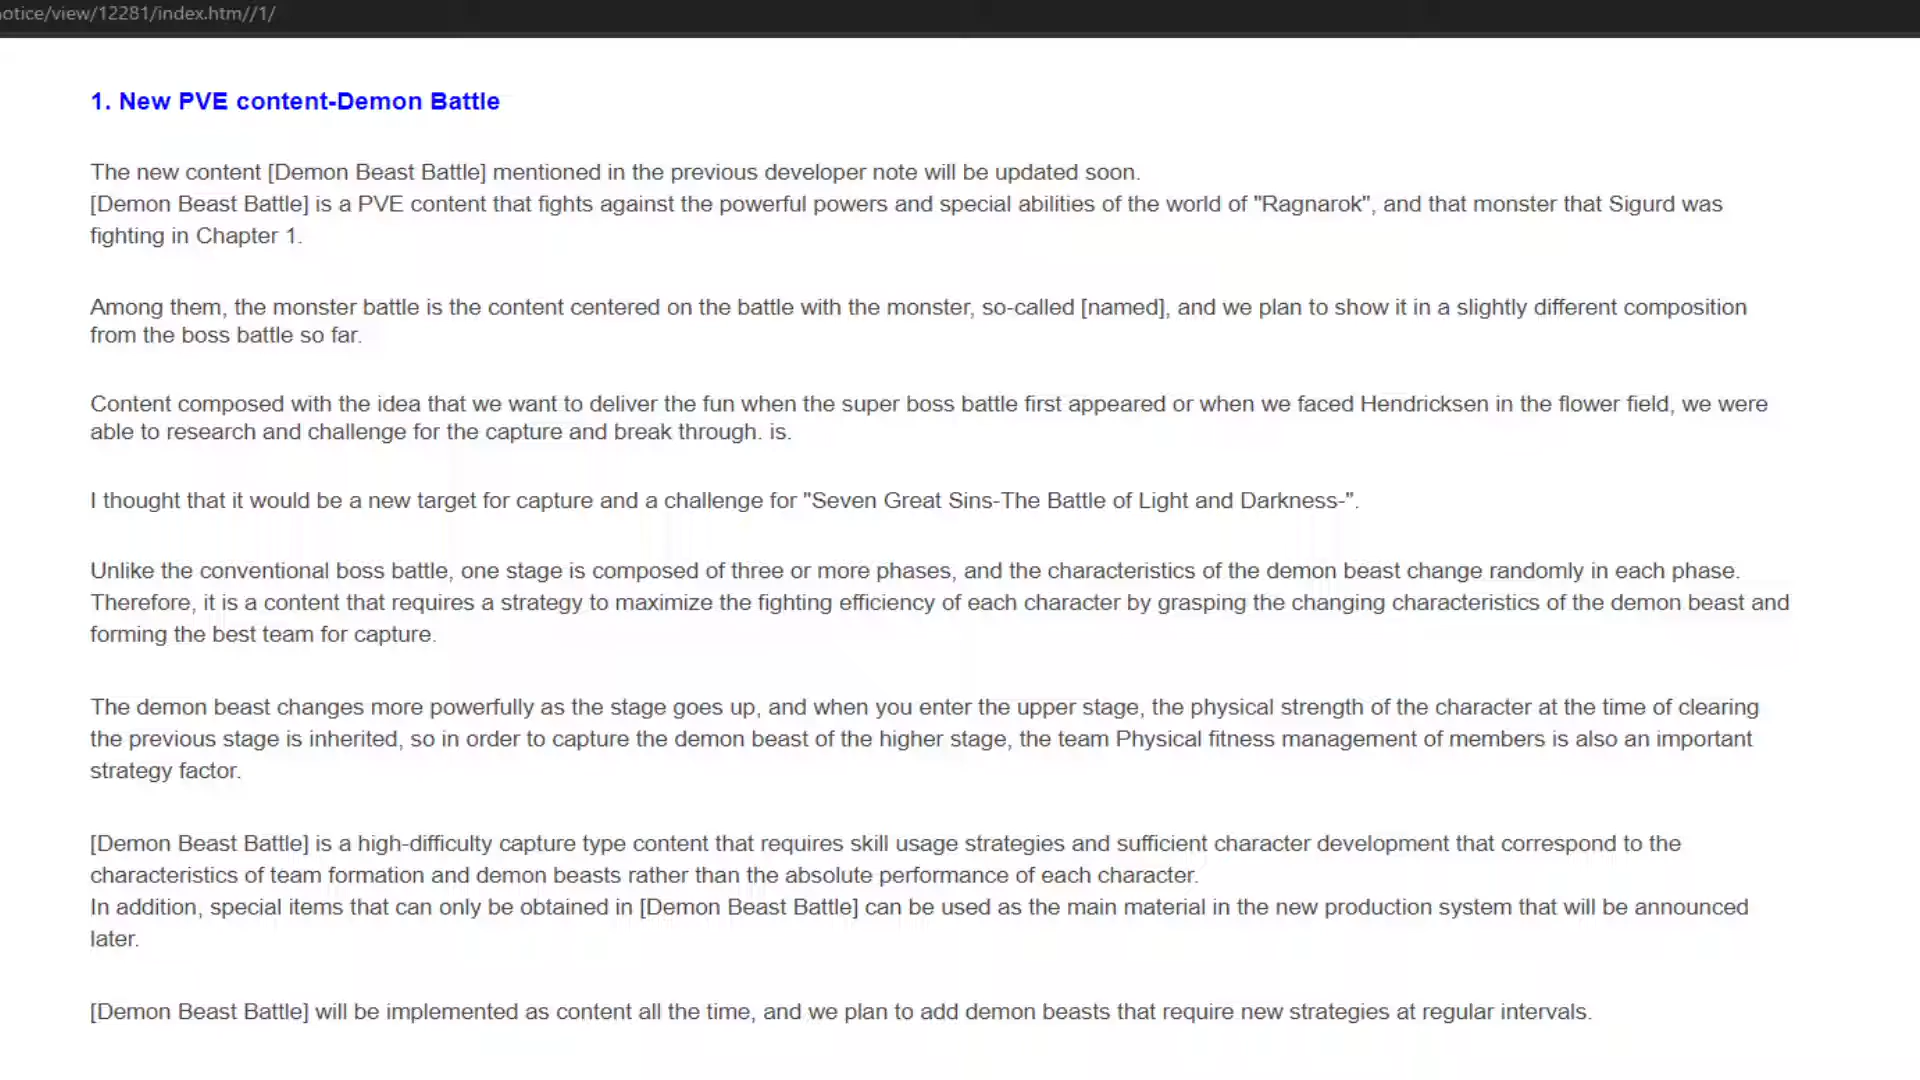 otice/view/12281/index.htm//1/
1. New PVE content-Demon Battle
The new content [Demon Beast Battle] mentioned in the previous developer note will be updated soon.
[Demon Beast Battle] is a PVE content that fights against the powerful powers and special abilities of the world of "Ragnarok", and that monster that Sigurd was
fighting in Chapter 1.
Among them, the monster battle is the content centered on the battle with the monster, so-called [named], and we plan to show it in a slightly different composition
from the boss battle so far.
Content composed with the idea that we want to deliver the fun when the super boss battle first appeared or when we faced Hendricksen in the flower field, we were
able to research and challenge for the capture and break through. is.
I thought that it would be a new target for capture and a challenge for "Seven Great Sins-The Battle of Light and Darkness-".
Unlike the conventional boss battle, one stage is composed of three or more phases, and the characteristics of the demon beast change randomly in each phase.
Therefore, it is a content that requires a strategy to maximize the fighting efficiency of each character by grasping the changing characteristics of the demon beast and
forming the best team for capture.
The demon beast changes more powerfully as the stage goes up, and when you enter the upper stage, the physical strength of the character at the time of clearing
the previous stage is inherited, so in order to capture the demon beast of the higher stage, the team Physical fitness management of members is also an important
strategy factor.
[Demon Beast Battle] is a high-difficulty capture type content that requires skill usage strategies and sufficient character development that correspond to the
characteristics of team formation and demon beasts rather than the absolute performance of each character.
In addition, special items that can only be obtained in [Demon Beast Battle] can be used as the main material in the new production system that will be announced
later.
[Demon Beast Battle] will be implemented as content all the time, and we plan to add demon beasts that require new strategies at regular intervals.